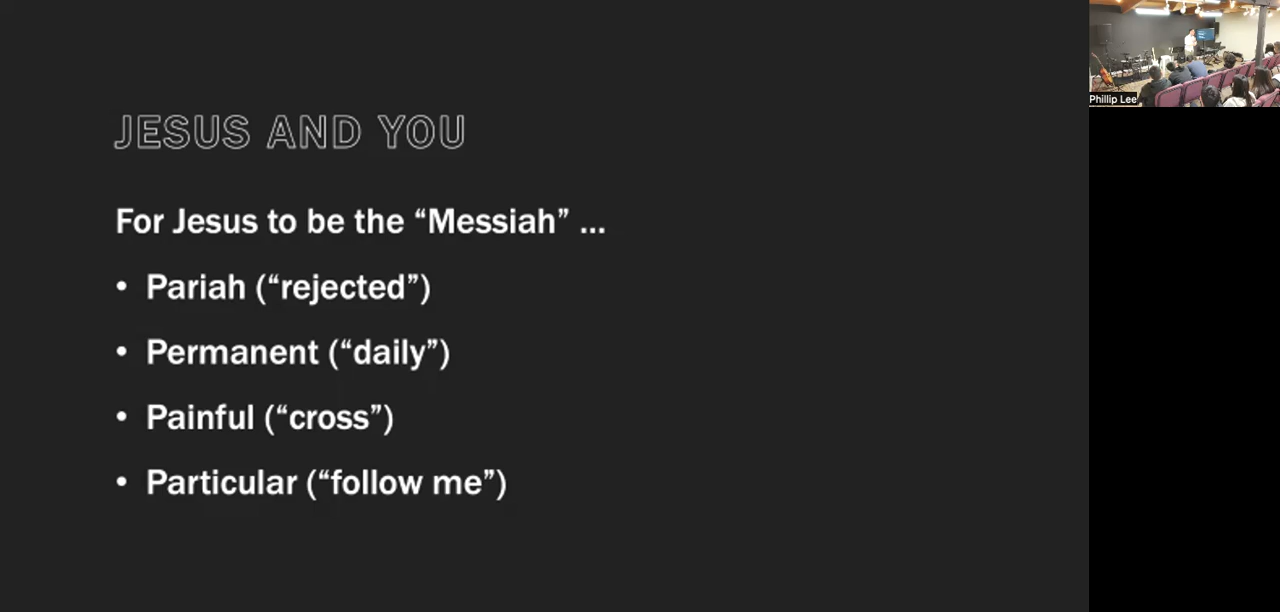 JESUS AND YOU
For Jesus to be the “Messiah” ...
• Pariah (“rejected”)
• Permanent (“daily”)
• Painful (“cross”)
• Particular (“follow me”)
Phillip Lee